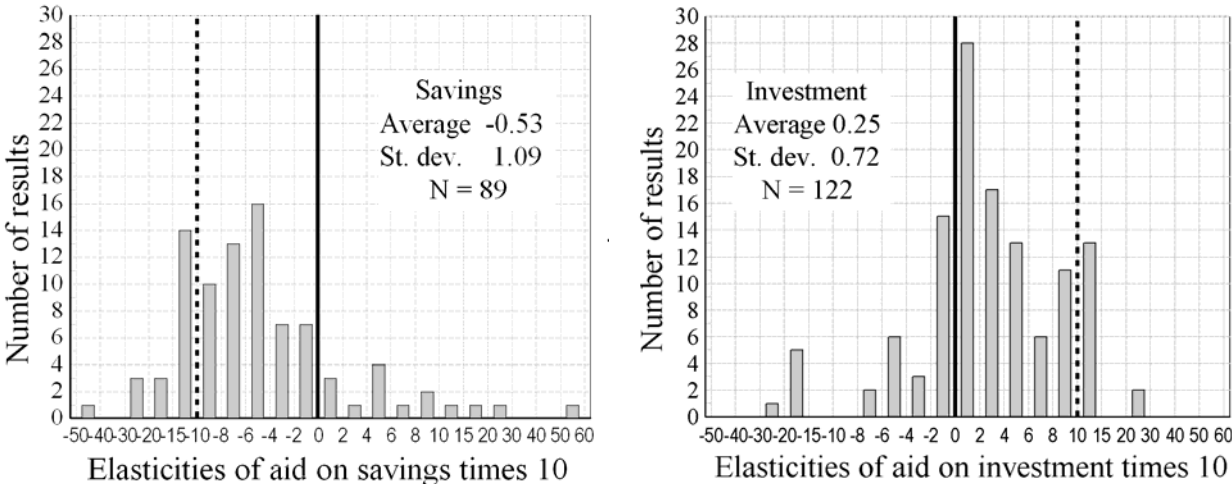 30
28
26
24
22
20
18
16
14
12
10
8
6
4
2
0
Number of results
Savings
Average -0.53
St. dev. 1.09
N = 89
-50 -40 -30 -20 -15 -10 -8 -6 -4 -2 0 2 4 6 8 10 15 20 30 50 60
Elasticities of aid on savings times 10
30
28
26
24
22
20
18
16
14
12
10
8
6
4
2
0
Number of results
Investment
Average 0.25
St. dev. 0.72
N = 122
-50 -40 -30 -20 -15 -10 -8 -6 -4 -2 0 2 4 6 8 10 15 20 30 50 60
Elasticities of aid on investment times 10